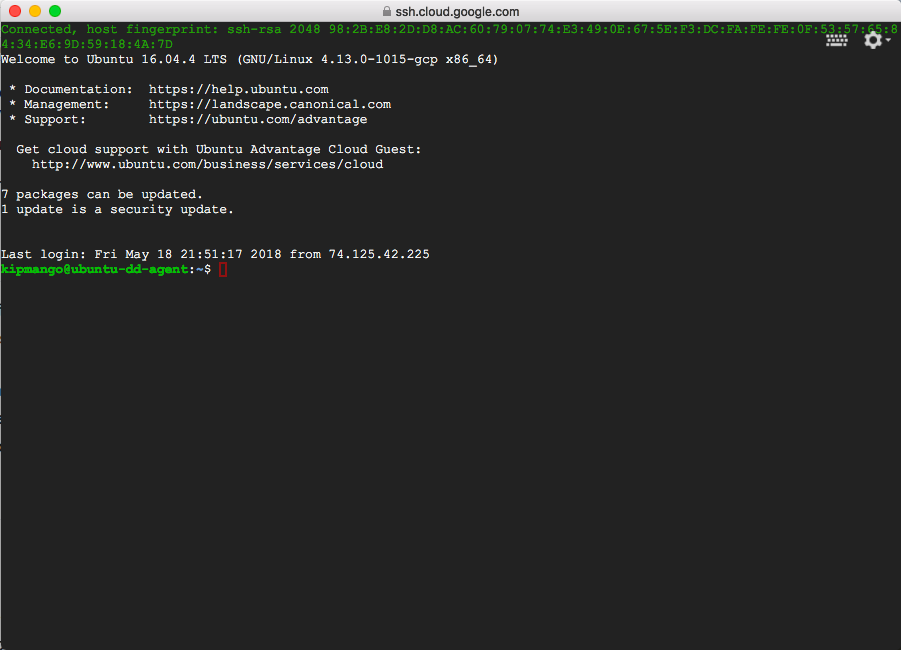 ssh.cloud.google.com
Connected, host fingerprint: ssh-rsa 2048 98:2B:E8:2D:D8:AC:60:79:07:74:E3:49:0E:67:5E:F3:DC:FA:FE:FE:0F:53:57:65:8
4:34:E6:9D:59:18:4A:7D
Welcome to Ubuntu 16.04.4 LTS (GNU/Linux 4.13.0-1015-gcp x86_64)
* Documentation:  https://help.ubuntu.com
* Management:     https://landscape.canonical.com
* Support:        https://ubuntu.com/advantage
Get cloud support with Ubuntu Advantage Cloud Guest:
http://www.ubuntu.com/business/services/cloud
7 packages can be updated.
1 update is a security update.
Last login: Fri May 18 21:51:17 2018 from 74.125.42.225
kipmango@ubuntu-dd-agent:~$